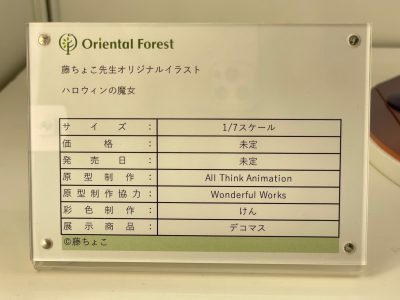 Oriental Forest
藤ちょこ先生オリジナルイラスト
ハロウィンの魔女
サイズ： 1/7スケール
価格： 未定
発売日： 未定
原型制作： All Think Animation
原型制作協力： Wonderful Works
彩色制作： けん
展示商品： デコマス
©藤ちょこ